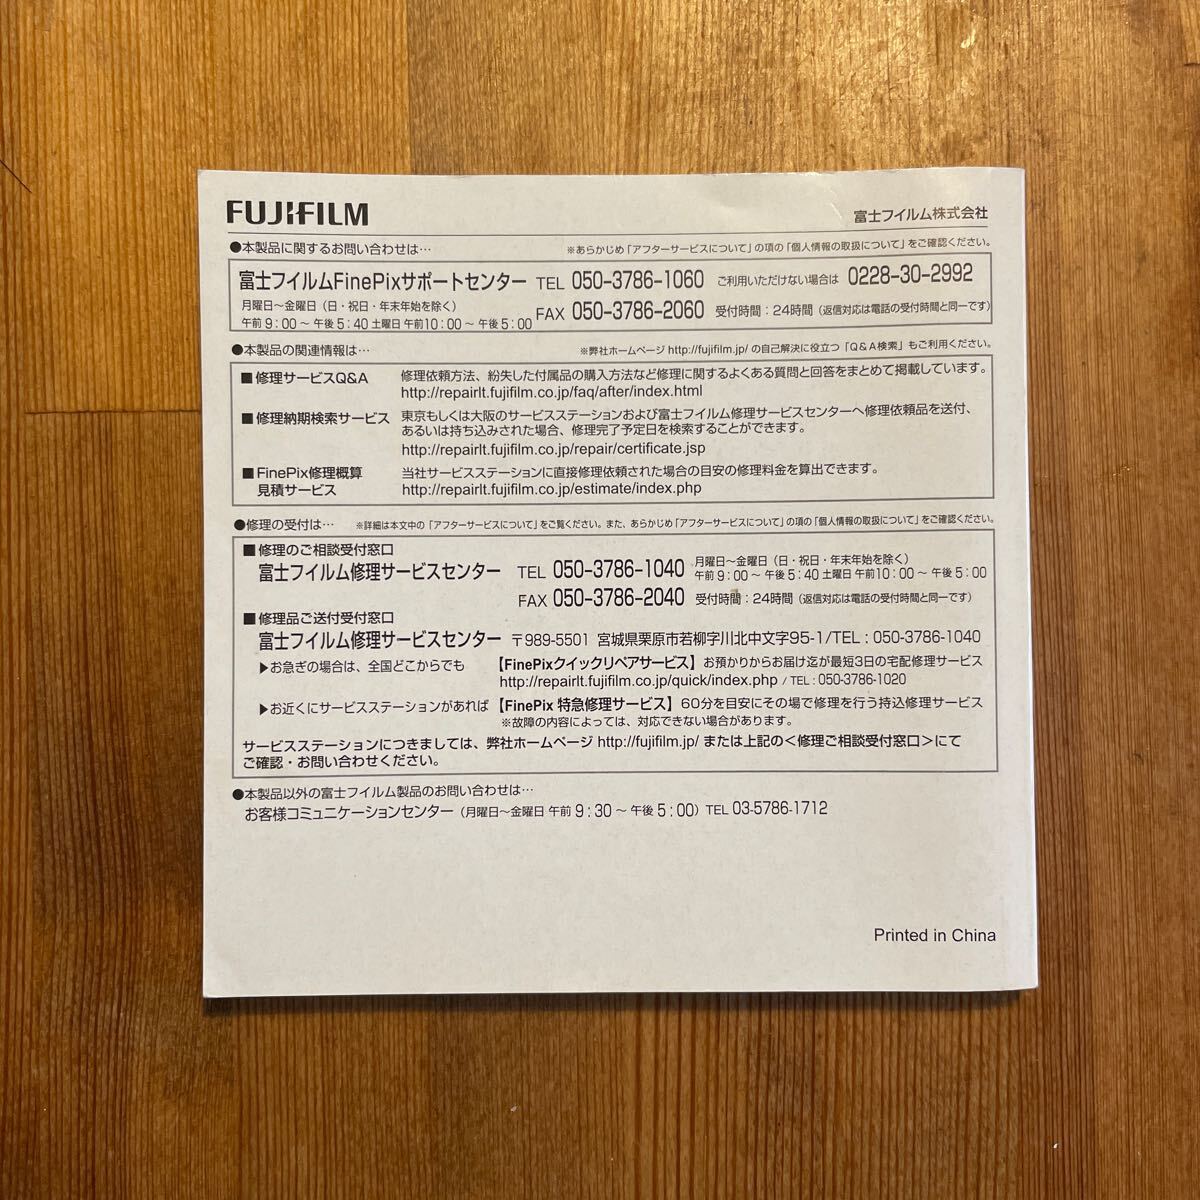 FUJIFILM
富士フイルム株式会社
●本製品に関するお問い合わせは… ※あらかじめ「アフターサービスについて」の項の「個人情報の取扱について」をご確認ください。
富士フイルムFinePixサポートセンター TEL 050-3786-1060 ご利用いただけない場合は 0228-30-2992
月曜日～金曜日（日・祝日・年末年始を除く）
午前9:00～午後5:40 土曜日 午前10:00～午後5:00
FAX 050-3786-2060 受付時間：24時間（返信対応は電話の受付時間と同一です）
●本製品の関連情報は… ※弊社ホームページ http://fujifilm.jp/ の自己解決に役立つ「Q&A検索」もご利用ください。
■修理サービスQ&A 修理依頼方法、紛失した付属品の購入方法など修理に関するよくある質問と回答をまとめて掲載しています。
http://repairlt.fujifilm.co.jp/faq/after/index.html
■修理納期検索サービス 東京もしくは大阪のサービスステーションおよび富士フイルム修理サービスセンターへ修理依頼品を送付、
あるいは持ち込みされた場合、修理完了予定日を検索することができます。
http://repairlt.fujifilm.co.jp/repair/certificate.jsp
■FinePix修理概算 当社サービスステーションに直接修理依頼された場合の目安の修理料金を算出できます。
見積サービス http://repairlt.fujifilm.co.jp/estimate/index.php
●修理の受付は… ※詳細は本文中の「アフターサービスについて」をご覧ください。また、あらかじめ「アフターサービスについて」の項の「個人情報の取扱について」をご確認ください。
■修理のご相談受付窓口
富士フイルム修理サービスセンター TEL 050-3786-1040 月曜日～金曜日（日・祝日・年末年始を除く）
午前9:00～午後5:40 土曜日 午前10:00～午後5:00
FAX 050-3786-2040 受付時間：24時間（返信対応は電話の受付時間と同一です）
■修理品ご送付受付窓口
富士フイルム修理サービスセンター 〒989-5501 宮城県栗原市若柳字川北中文字95-1/TEL：050-3786-1040
▶お急ぎの場合は、全国どこからでも 【FinePixクイックリペアサービス】お預かりからお届け迄が最短3日の宅配修理サービス
http://repairlt.fujifilm.co.jp/quick/index.php / TEL：050-3786-1020
▶お近くにサービスステーションがあれば 【FinePix 特急修理サービス】60分を目安にその場で修理を行う持込修理サービス
※故障の内容によっては、対応できない場合があります。
サービスステーションにつきましては、弊社ホームページ http://fujifilm.jp/ または上記の＜修理ご相談受付窓口＞にて
ご確認・お問い合わせください。
●本製品以外の富士フイルム製品のお問い合わせは…
お客様コミュニケーションセンター（月曜日～金曜日 午前9:30～午後5:00）TEL 03-5786-1712
Printed in China